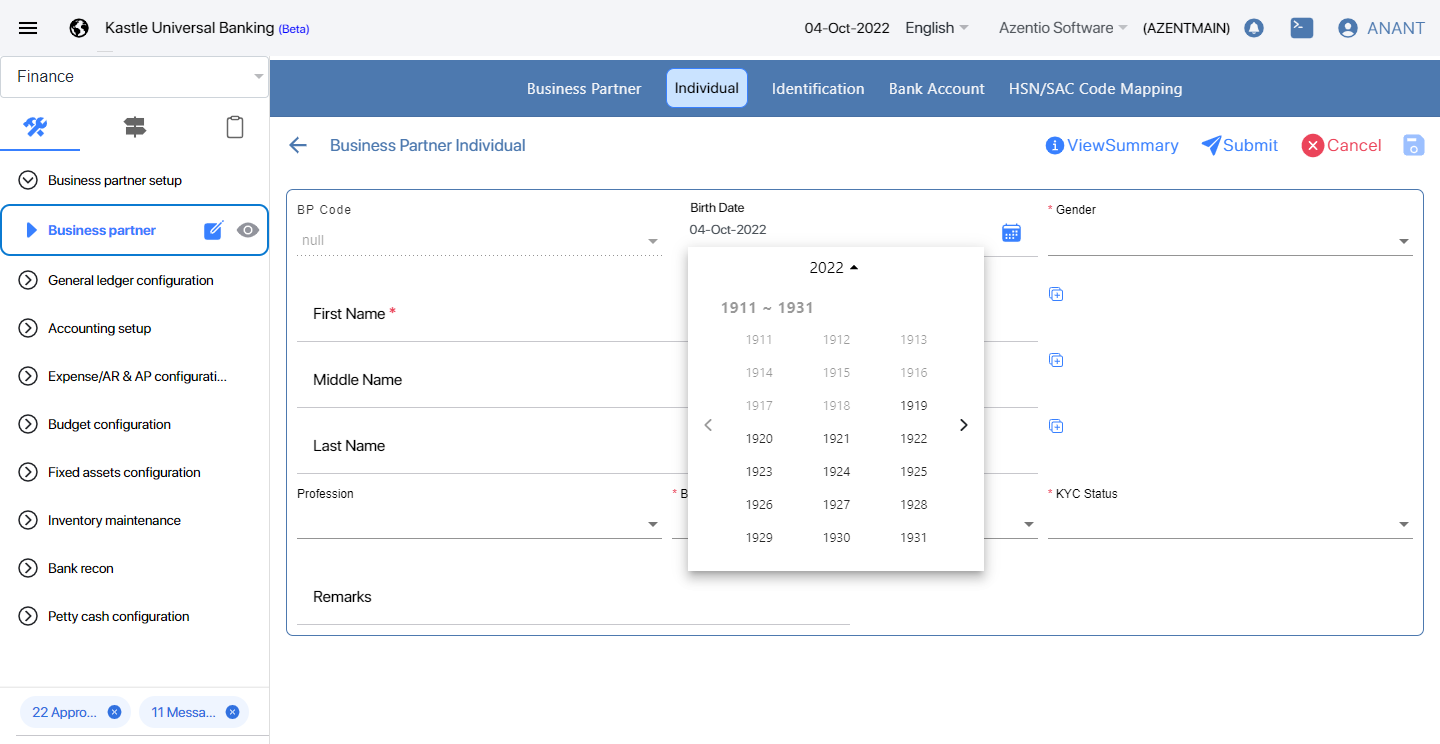 Kastle Universal Banking (Beta)
04-Oct-2022
English
Azentio Software
(AZENTMAIN)
ANANT
Finance
Business Partner
Individual
Identification
Bank Account
HSN/SAC Code Mapping
Business Partner Individual
ViewSummary
Submit
Cancel
Business partner setup
Business partner
General ledger configuration
Accounting setup
Expense/AR & AP configurati...
Budget configuration
Fixed assets configuration
Inventory maintenance
Bank recon
Petty cash configuration
22 Appro...
11 Messa...
BP Code
null
Birth Date
04-Oct-2022
* Gender
First Name *
Middle Name
Last Name
Profession
* B
* KYC Status
Remarks
2022
1911 ~ 1931
1911 1912 1913
1914 1915 1916
1917 1918 1919
1920 1921 1922
1923 1924 1925
1926 1927 1928
1929 1930 1931